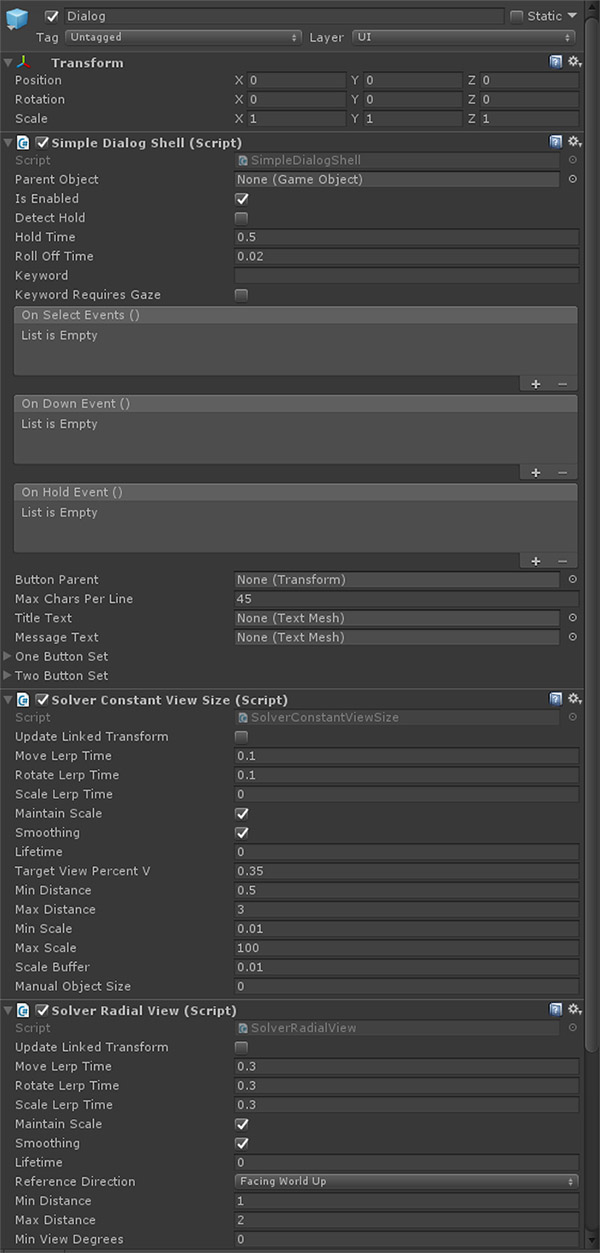 Dialog Static
Tag Untagged Layer UI
Transform
Position X 0 Y 0 Z 0
Rotation X 0 Y 0 Z 0
Scale X 1 Y 1 Z 1
Simple Dialog Shell (Script)
Script SimpleDialogShell
Parent Object None (Game Object)
Is Enabled
Detect Hold
Hold Time 0.5
Roll Off Time 0.02
Keyword
Keyword Requires Gaze
On Select Events ()
List is Empty
On Down Event ()
List is Empty
On Hold Event ()
List is Empty
Button Parent None (Transform)
Max Chars Per Line 45
Title Text None (Text Mesh)
Message Text None (Text Mesh)
One Button Set
Two Button Set
Solver Constant View Size (Script)
Script SolverConstantViewSize
Update Linked Transform
Move Lerp Time 0.1
Rotate Lerp Time 0.1
Scale Lerp Time 0
Maintain Scale
Smoothing
Lifetime 0
Target View Percent V 0.35
Min Distance 0.5
Max Distance 3
Min Scale 0.01
Max Scale 100
Scale Buffer 0.01
Manual Object Size 0
Solver Radial View (Script)
Script SolverRadialView
Update Linked Transform
Move Lerp Time 0.3
Rotate Lerp Time 0.3
Scale Lerp Time 0.3
Maintain Scale
Smoothing
Lifetime 0
Reference Direction Facing World Up
Min Distance 1
Max Distance 2
Min View Degrees 0